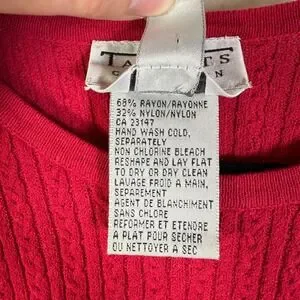 68% RAYON/RAYONNE
32% NYLON/NYLON
CA 23147
HAND WASH COLD,
SEPARATELY
NON CHLORINE BLEACH
RESHAPE AND LAY FLAT
TO DRY OR DRY CLEAN
LAVAGE FROID A MAIN,
SEPAREMENT
AGENT DE BLANCHIMENT
SANS CHLORE
REFORMER ET ETENDRE
A PLAT POUR SECHER
OU NETTOYER A SEC